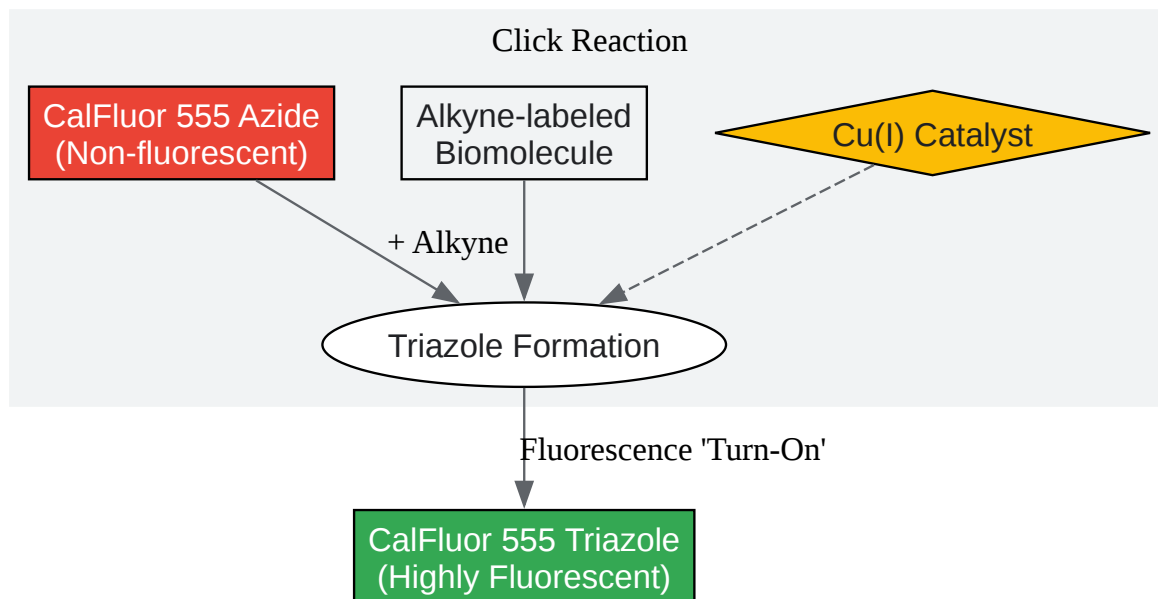 Click Reaction
CalFluor 555 Azide
(Non-fluorescent)
Alkyne-labeled
Biomolecule
Cu(I) Catalyst
+ Alkyne
Triazole Formation
Fluorescence 'Turn-On'
CalFluor 555 Triazole
(Highly Fluorescent)